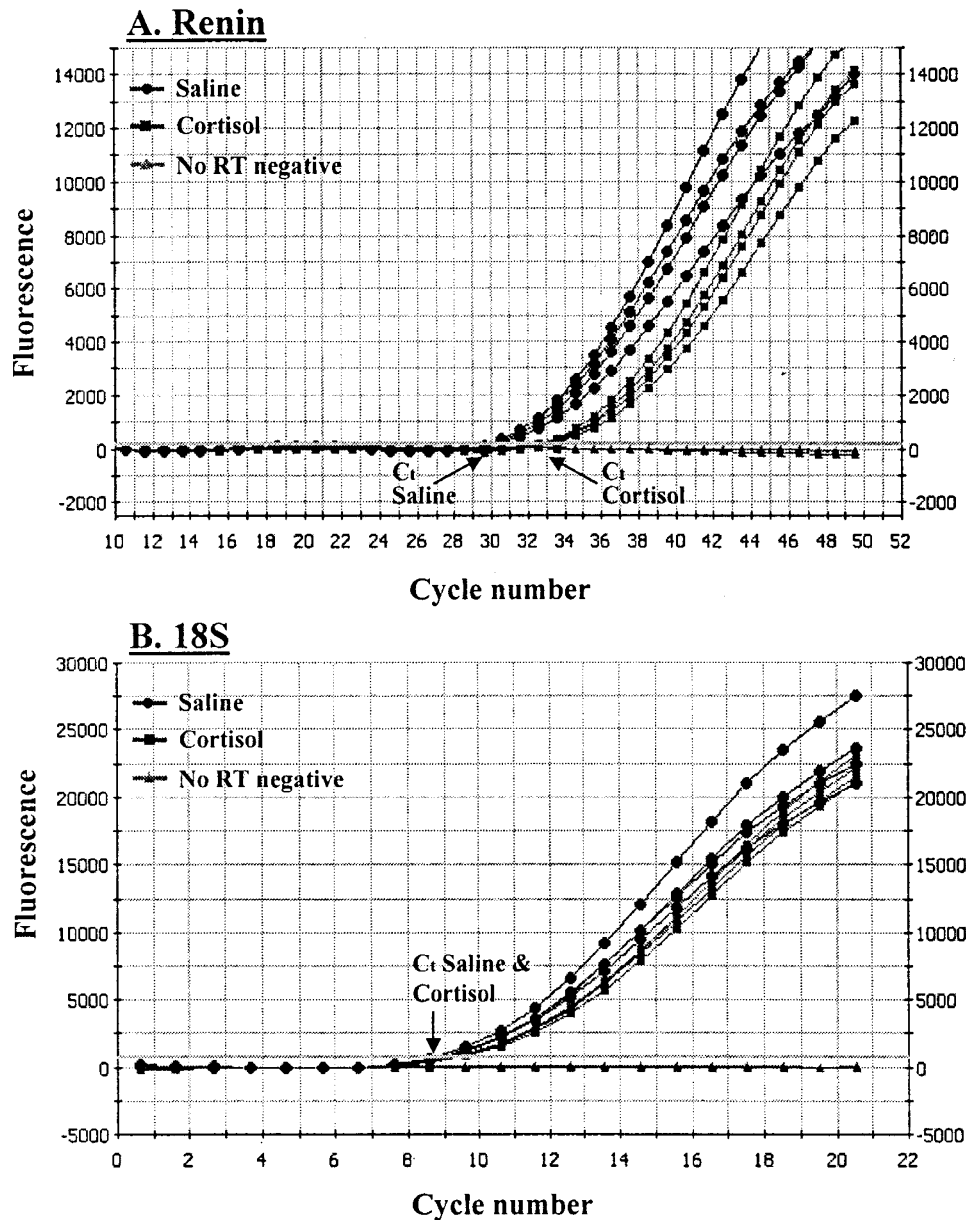 A. Renin
14000 14000
Saline
12000 12000
Cortisol
10000 No RT negative 10000
8000 8000
6000 6000
4000 4000
2000 2000
0 0
-2000 -2000
Ct
Saline
Ct
Cortisol
10 12 14 16 18 20 22 24 26 28 30 32 34 36 38 40 42 44 46 48 50 52
Fluorescence
Cycle number
B. 18S
30000 30000
Saline
25000 25000
Cortisol
No RT negative
20000 20000
15000 15000
10000 10000
Ct Saline &
Cortisol
5000 5000
0 0
-5000 -5000
0 2 4 6 8 10 12 14 16 18 20 22
Fluorescence
Cycle number